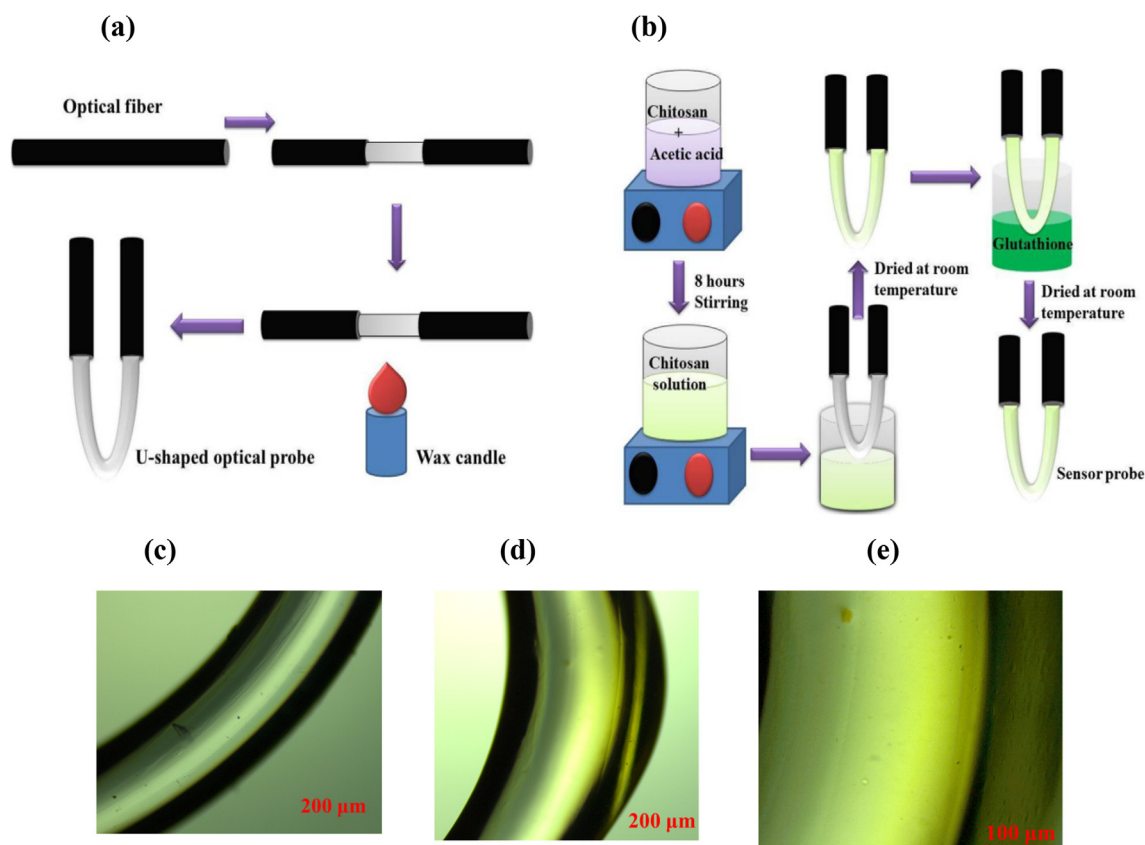 (a)
Optical fiber
U-shaped optical probe
Wax candle
(b)
Chitosan
+
Acetic acid
8 hours
Stirring
Chitosan
solution
Dried at room
temperature
Glutathione
Dried at room
temperature
Sensor probe
(c)
200 μm
(d)
200 μm
(e)
100 μm